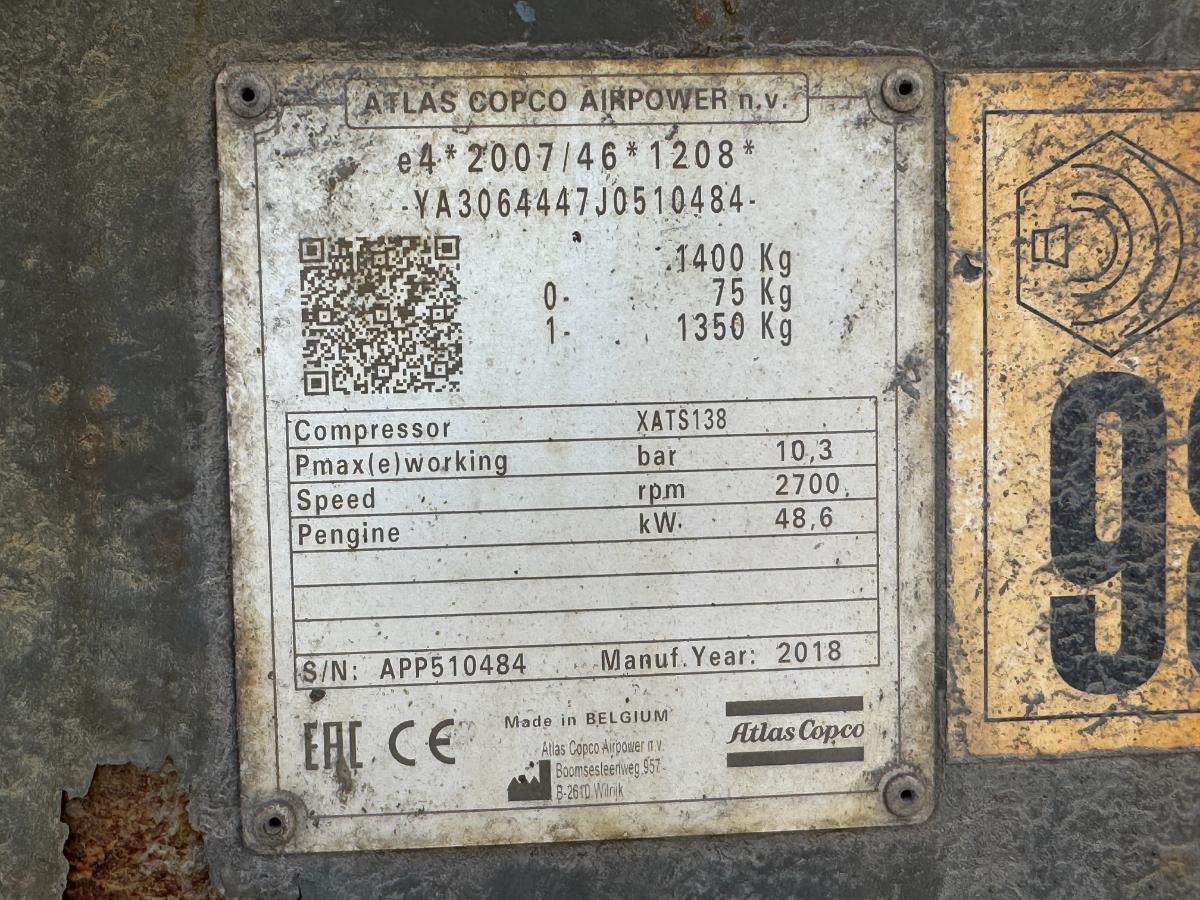 ATLAS COPCO AIRPOWER n.v.
e4*2007/46*1208*
-YA3064447J0510484-
1400 Kg
0- 75 Kg
1- 1350 Kg
Compressor XATS138
Pmax(e)working bar 10,3
Speed rpm 2700
Pengine kW 48,6
S/N: APP510484 Manuf.Year: 2018
EAC CE
Made in BELGIUM
Atlas Copco
Atlas Copco Airpower n.v.
Boomsesteenweg 957
B-2610 Wilrijk
9